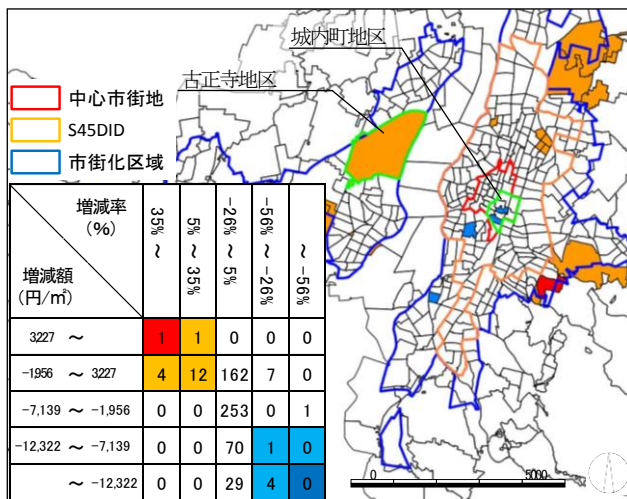 城内町地区
古正寺地区
中心市街地
S45DID
市街化区域
増減率
(%)
増減額
(円/㎡)
35% ～
5% ～ 35%
-26% ～ 5%
-56% ～ -26%
～ -56%
3227 ～ 1 1 0 0 0
-1,956 ～ 3,227 4 12 162 7 0
-7,139 ～ -1,956 0 0 253 0 1
-12,322 ～ -7,139 0 0 70 1 0
～ -12,322 0 0 29 4 0
0 5000